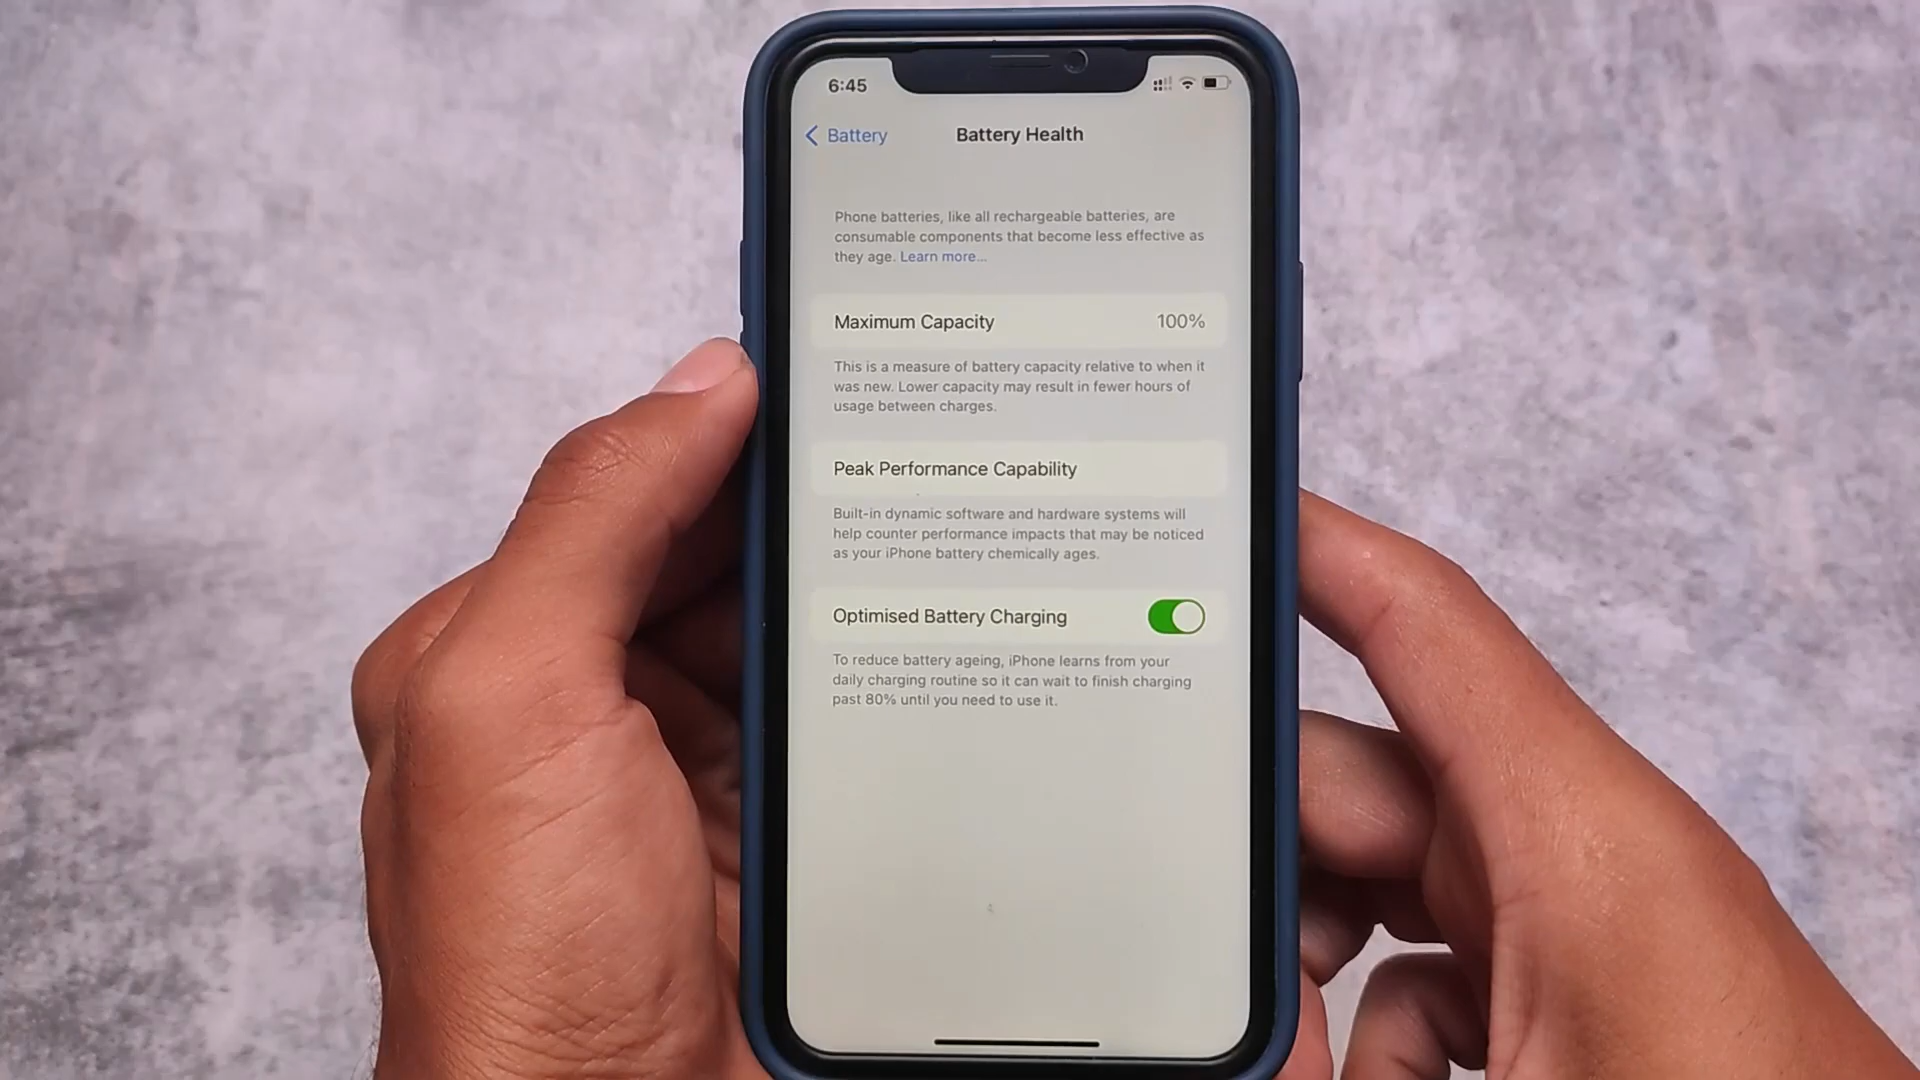 6:45
Battery
Battery Health
Phone batteries, like all rechargeable batteries, are
consumable components that become less effective as
they age. Learn more...
Maximum Capacity 100%
This is a measure of battery capacity relative to when it
was new. Lower capacity may result in fewer hours of
usage between charges.
Peak Performance Capability
Built-in dynamic software and hardware systems will
help counter performance impacts that may be noticed
as your iPhone battery chemically ages.
Optimised Battery Charging
To reduce battery ageing, iPhone learns from your
daily charging routine so it can wait to finish charging
past 80% until you need to use it.